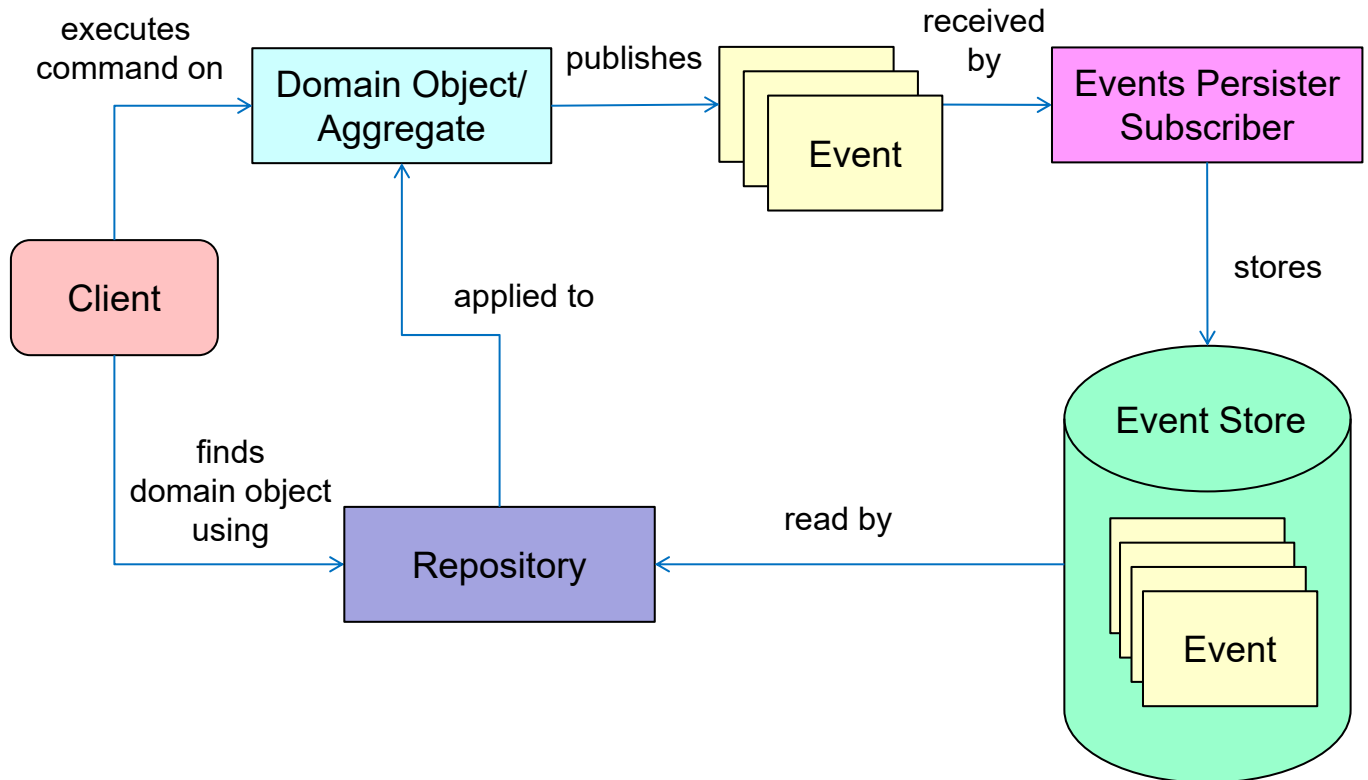 executes
command on
Domain Object/
Aggregate
publishes
Event
received
by
Events Persister
Subscriber
Client
applied to
stores
Event Store
finds
domain object
using
Repository
read by
Event